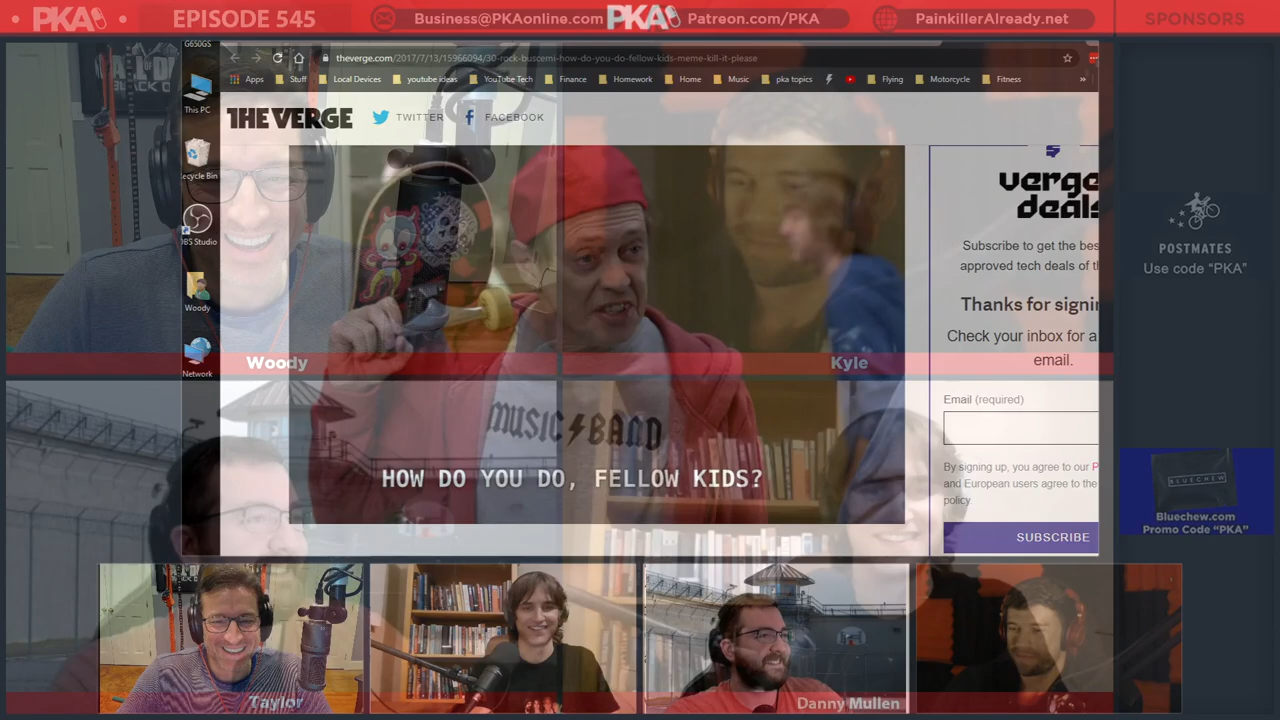 PKA
EPISODE 545
Business@PKAonline.com
PKA
Patreon.com/PKA
PainkillerAlready.net
SPONSORS
G650GS
theverge.com/2017/7/13/15966094/30-rock-buscemi-how-do-you-do-fellow-kids-meme-kill-it-please
Apps
Stuff
Local Devices
youtube ideas
YouTube Tech
Finance
Homework
Home
Music
pka topics
Flying
Motorcycle
Fitness
»
This PC
THE VERGE
TWITTER
FACEBOOK
ecycle Bin
verge
deals
OBS Studio
Subscribe to get the bes
approved tech deals of t
POSTMATES
Use code “PKA”
Thanks for signi
Woody
Check your inbox for a
email.
Woody
Kyle
Network
Email (required)
MUSIC BAND
HOW DO YOU DO, FELLOW KIDS?
By signing up, you agree to our P
and European users agree to the
policy.
SUBSCRIBE
BLUECHEW
Bluechew.com
Promo Code “PKA”
Taylor
Danny Mullen